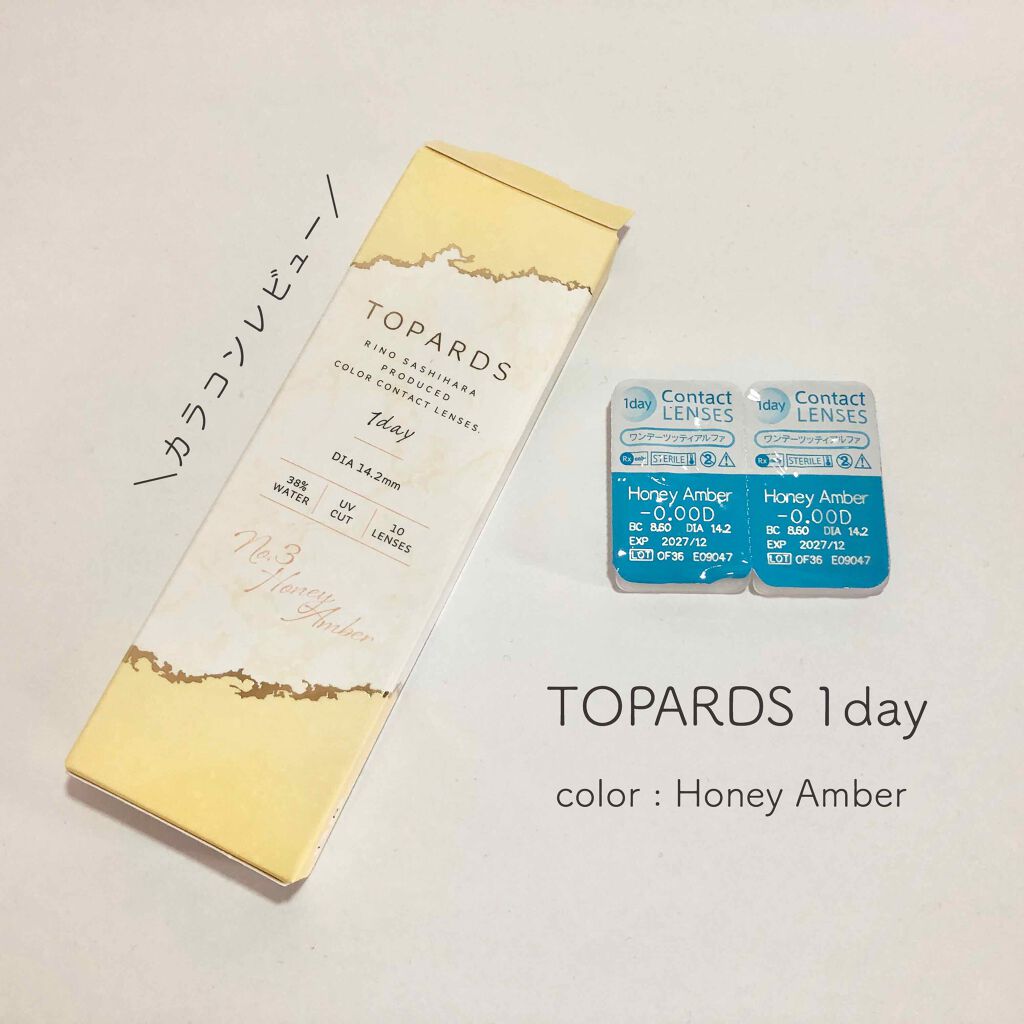 \カラコンレビュー/
TOPARDS
RINO SASHIHARA
PRODUCED
COLOR CONTACT LENSES.
1day
DIA 14.2mm
38%
WATER
UV
CUT
10
LENSES
No.3
Honey
Amber
1day Contact
LENSES
ワンデーツッティアルファ
Rx STERILE
Honey Amber
-0.00D
BC 8.60 DIA 14.2
EXP 2027/12
LOT OF36 E09047
1day Contact
LENSES
ワンデーツッティアルファ
Rx STERILE
Honey Amber
-0.00D
BC 8.60 DIA 14.2
EXP 2027/12
LOT OF36 E09047
TOPARDS 1day
color : Honey Amber